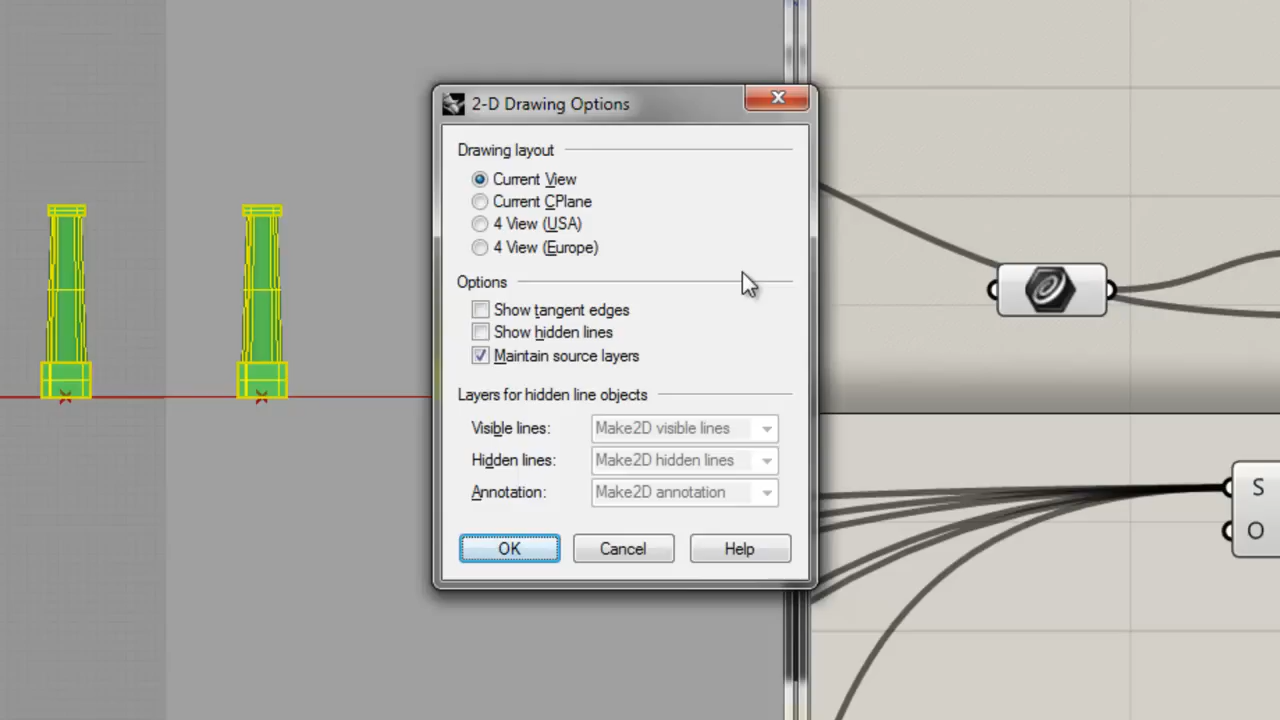 2-D Drawing Options
Drawing layout
Current View
Current CPlane
4 View (USA)
4 View (Europe)
Options
Show tangent edges
Show hidden lines
Maintain source layers
Layers for hidden line objects
Visible lines: Make2D visible lines
Hidden lines: Make2D hidden lines
Annotation: Make2D annotation
OK Cancel Help
S
O